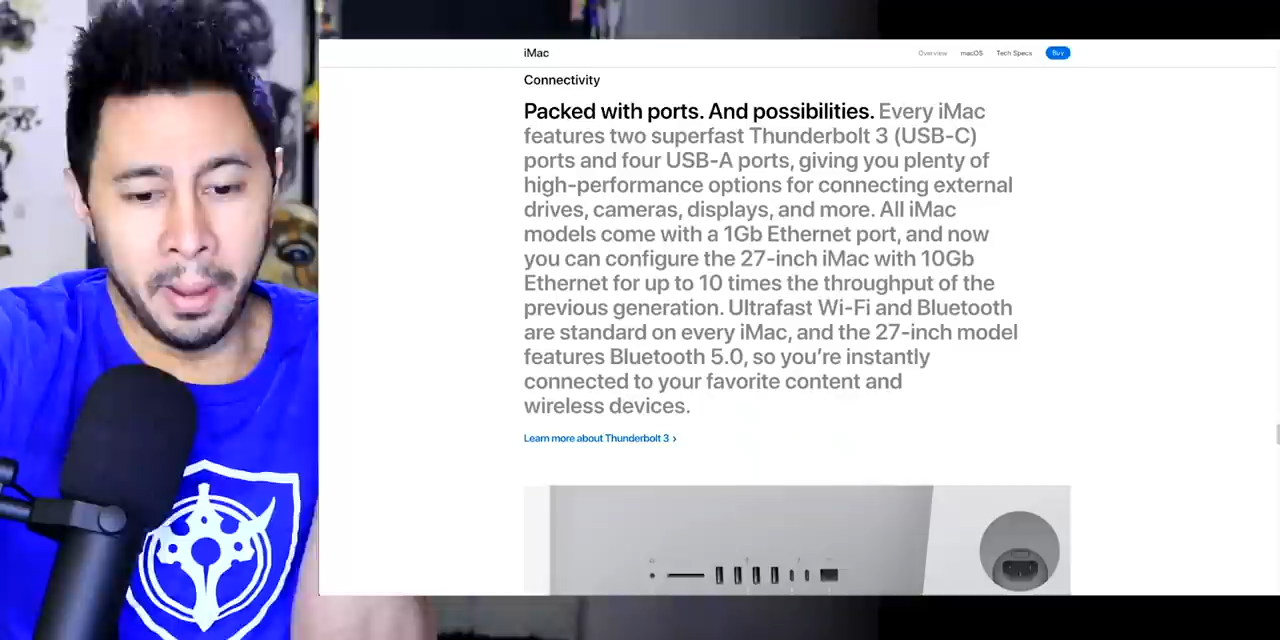 iMac
Overview
macOS
Tech Specs
Buy
Connectivity
Packed with ports. And possibilities. Every iMac
features two superfast Thunderbolt 3 (USB-C)
ports and four USB-A ports, giving you plenty of
high-performance options for connecting external
drives, cameras, displays, and more. All iMac
models come with a 1Gb Ethernet port, and now
you can configure the 27-inch iMac with 10Gb
Ethernet for up to 10 times the throughput of the
previous generation. Ultrafast Wi-Fi and Bluetooth
are standard on every iMac, and the 27-inch model
features Bluetooth 5.0, so you’re instantly
connected to your favorite content and
wireless devices.
Learn more about Thunderbolt 3 >